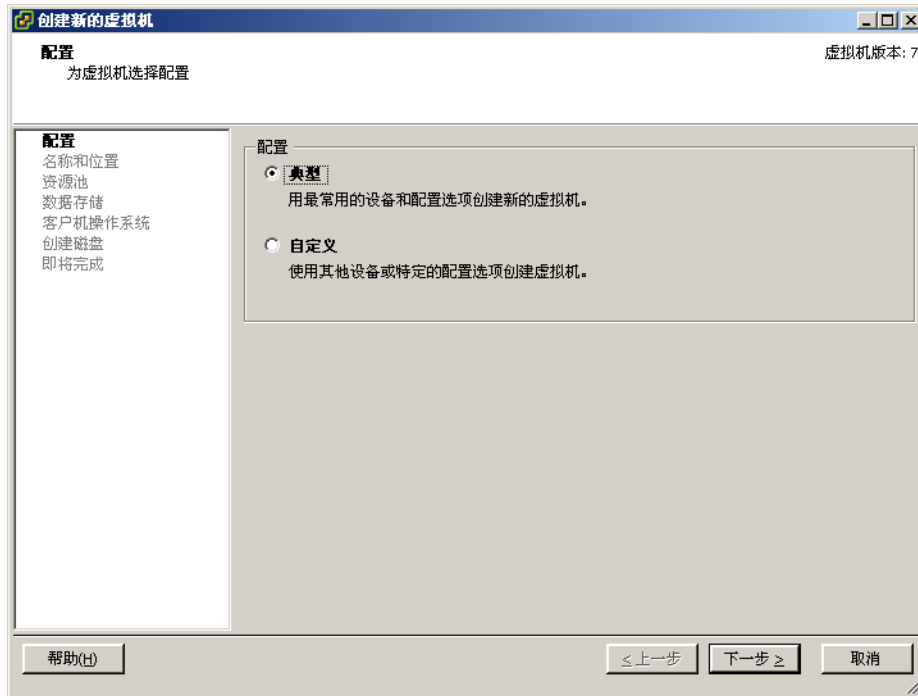 创建新的虚拟机
配置
为虚拟机选择配置
虚拟机版本: 7
配置
名称和位置
资源池
数据存储
客户机操作系统
创建磁盘
即将完成
配置
典型
用最常用的设备和配置选项创建新的虚拟机。
自定义
使用其他设备或特定的配置选项创建虚拟机。
帮助(H)
≤上一步
下一步≥
取消